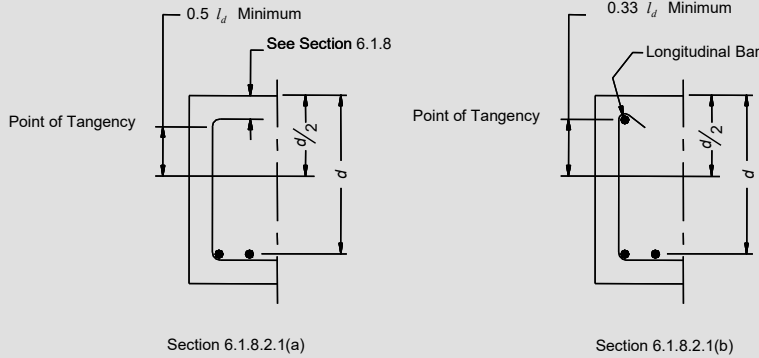 0.5 l_d Minimum
See Section 6.1.8
Point of Tangency
d/2
d
Section 6.1.8.2.1(a)
0.33 l_d Minimum
Longitudinal Bar
Point of Tangency
d/2
d
Section 6.1.8.2.1(b)